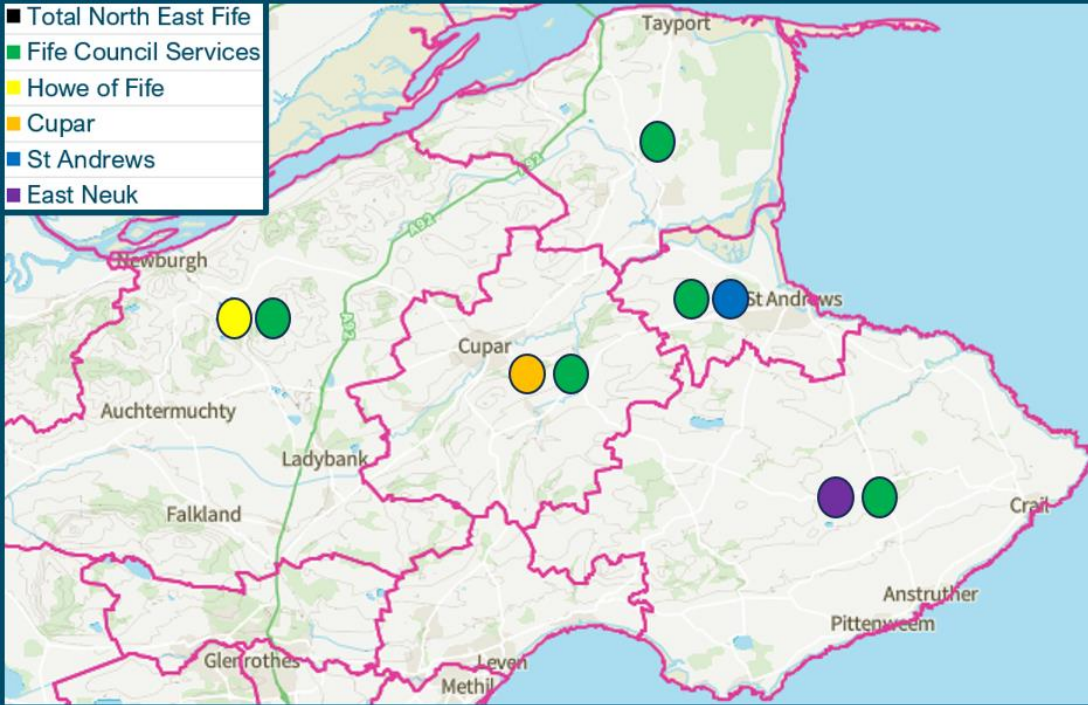 Total North East Fife
Fife Council Services
Howe of Fife
Cupar
St Andrews
East Neuk
Tayport
A92
A92
Newburgh
St Andrews
A92
Cupar
Auchtermuchty
Ladybank
Falkland
Crail
Anstruther
Pittenweem
Glenrothes
Leven
Methil